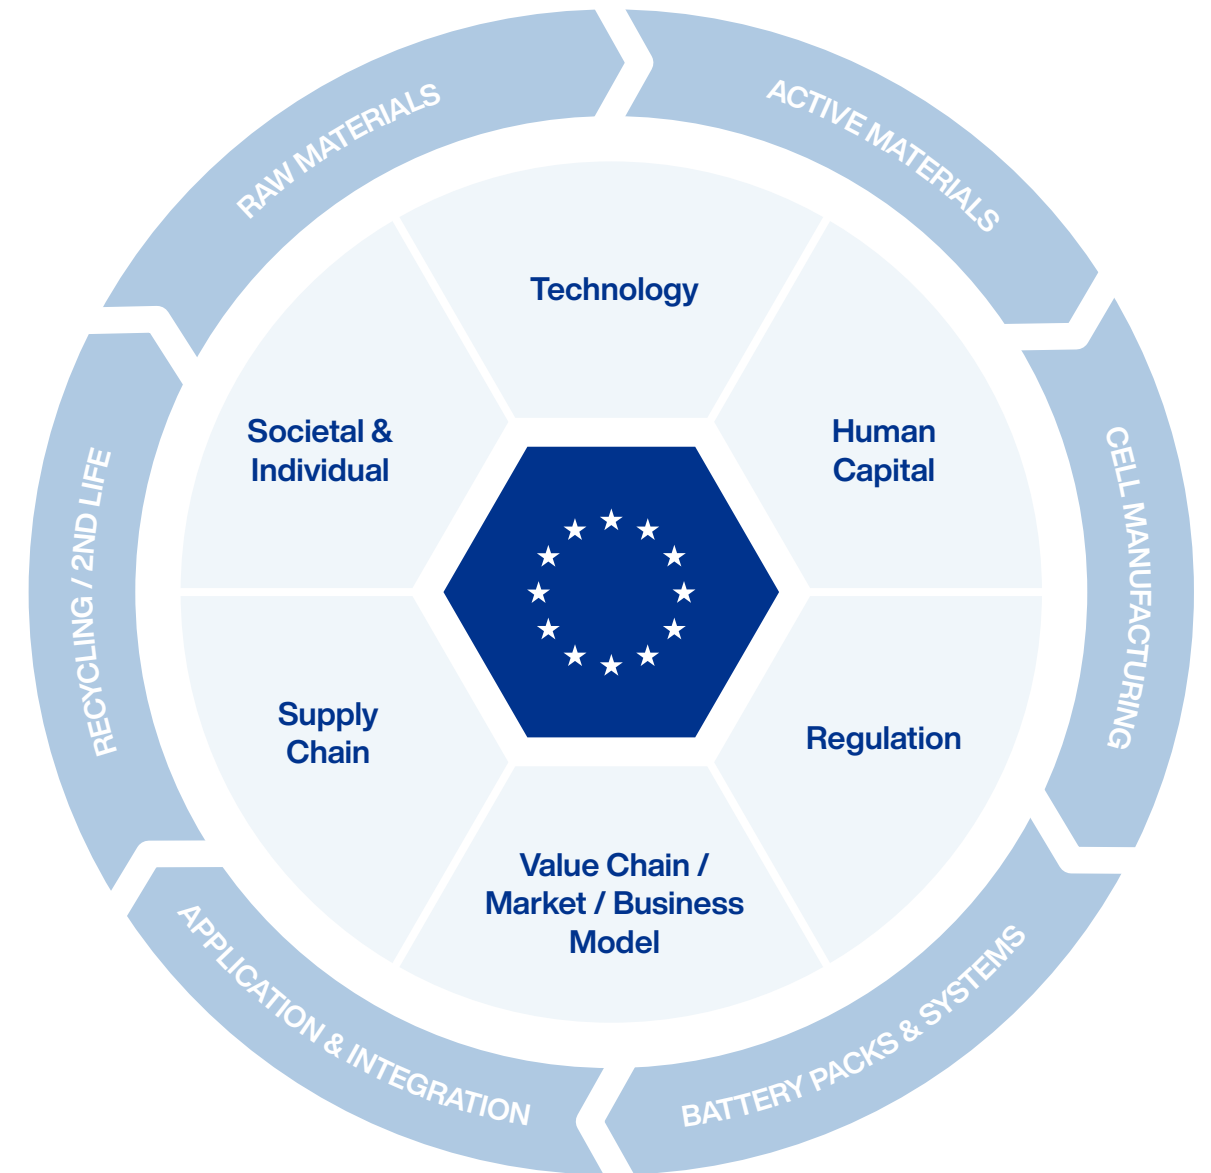 RAW MATERIALS
ACTIVE MATERIALS
CELL MANUFACTURING
BATTERY PACKS & SYSTEMS
APPLICATION & INTEGRATION
RECYCLING / 2ND LIFE
Technology
Human
Capital
Regulation
Value Chain /
Market / Business
Model
Supply
Chain
Societal &
Individual